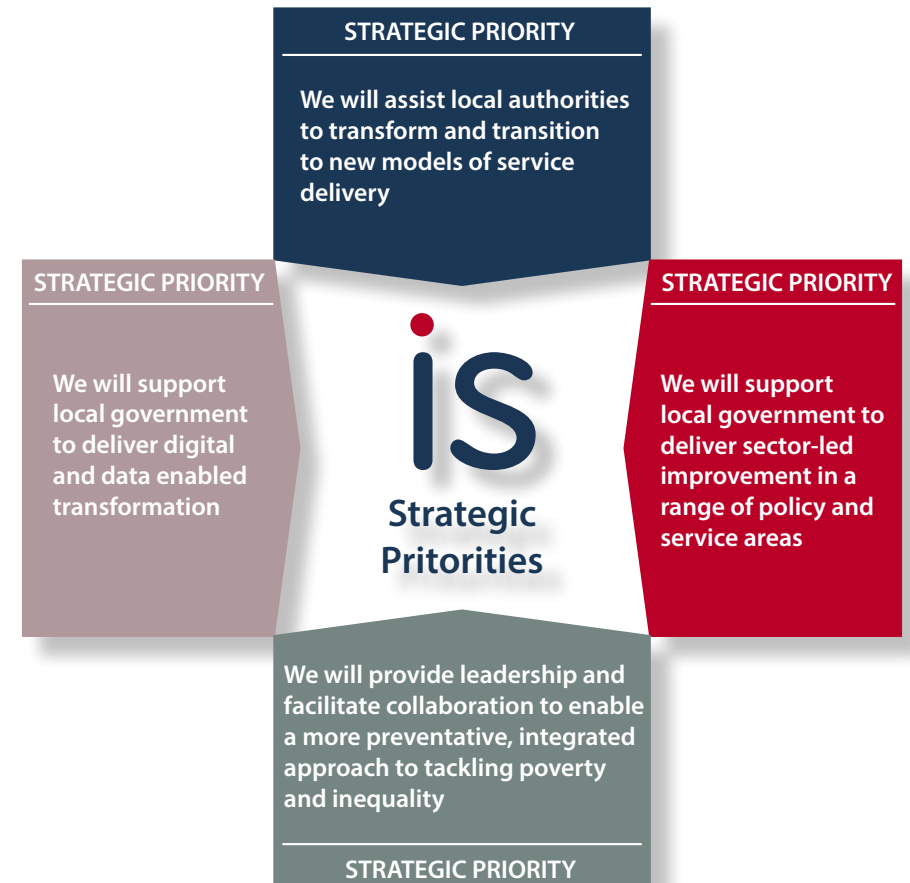 STRATEGIC PRIORITY
We will assist local authorities
to transform and transition
to new models of service
delivery
STRATEGIC PRIORITY
We will support
local government
to deliver digital
and data enabled
transformation
is
Strategic
Pritorities
STRATEGIC PRIORITY
We will support
local government to
deliver sector-led
improvement in a
range of policy and
service areas
We will provide leadership and
facilitate collaboration to enable
a more preventative, integrated
approach to tackling poverty
and inequality
STRATEGIC PRIORITY